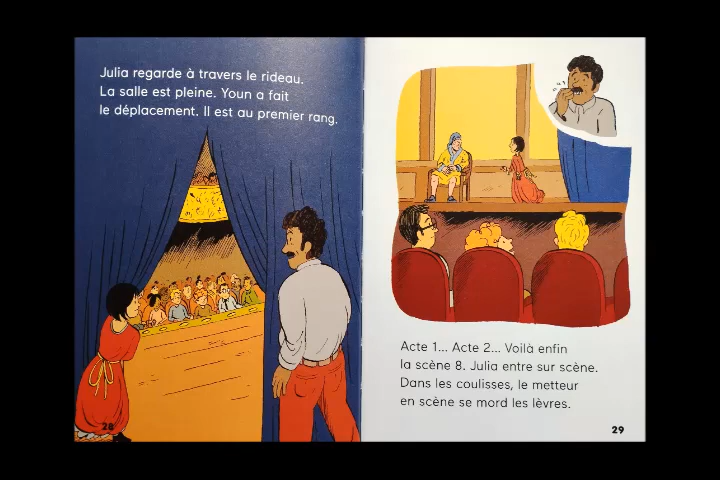 Julia regarde à travers le rideau.
La salle est pleine. Youn a fait
le déplacement. Il est au premier rang.
28
Acte 1... Acte 2... Voilà enfin
la scène 8. Julia entre sur scène.
Dans les coulisses, le metteur
en scène se mord les lèvres.
29